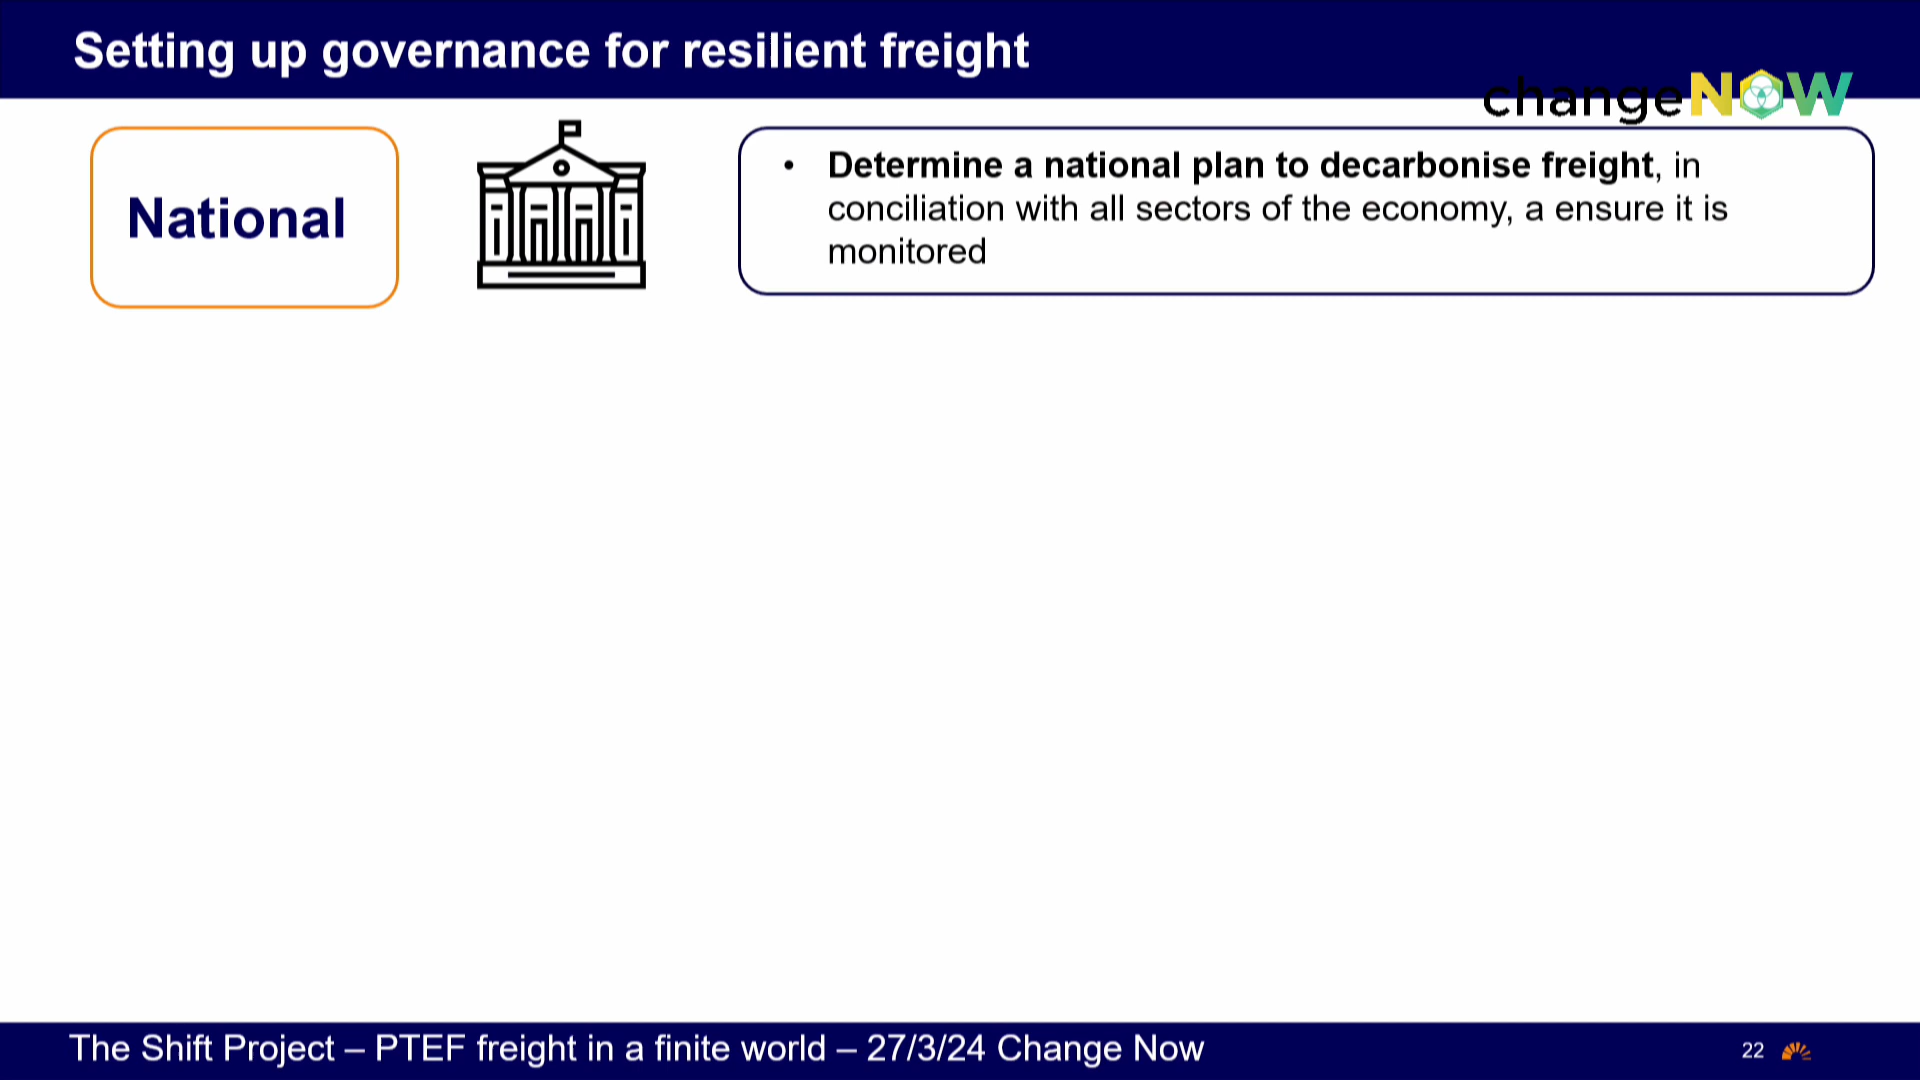 Setting up governance for resilient freight
changeNOW
National
• Determine a national plan to decarbonise freight, in
conciliation with all sectors of the economy, a ensure it is
monitored
The Shift Project – PTEF freight in a finite world – 27/3/24 Change Now
22